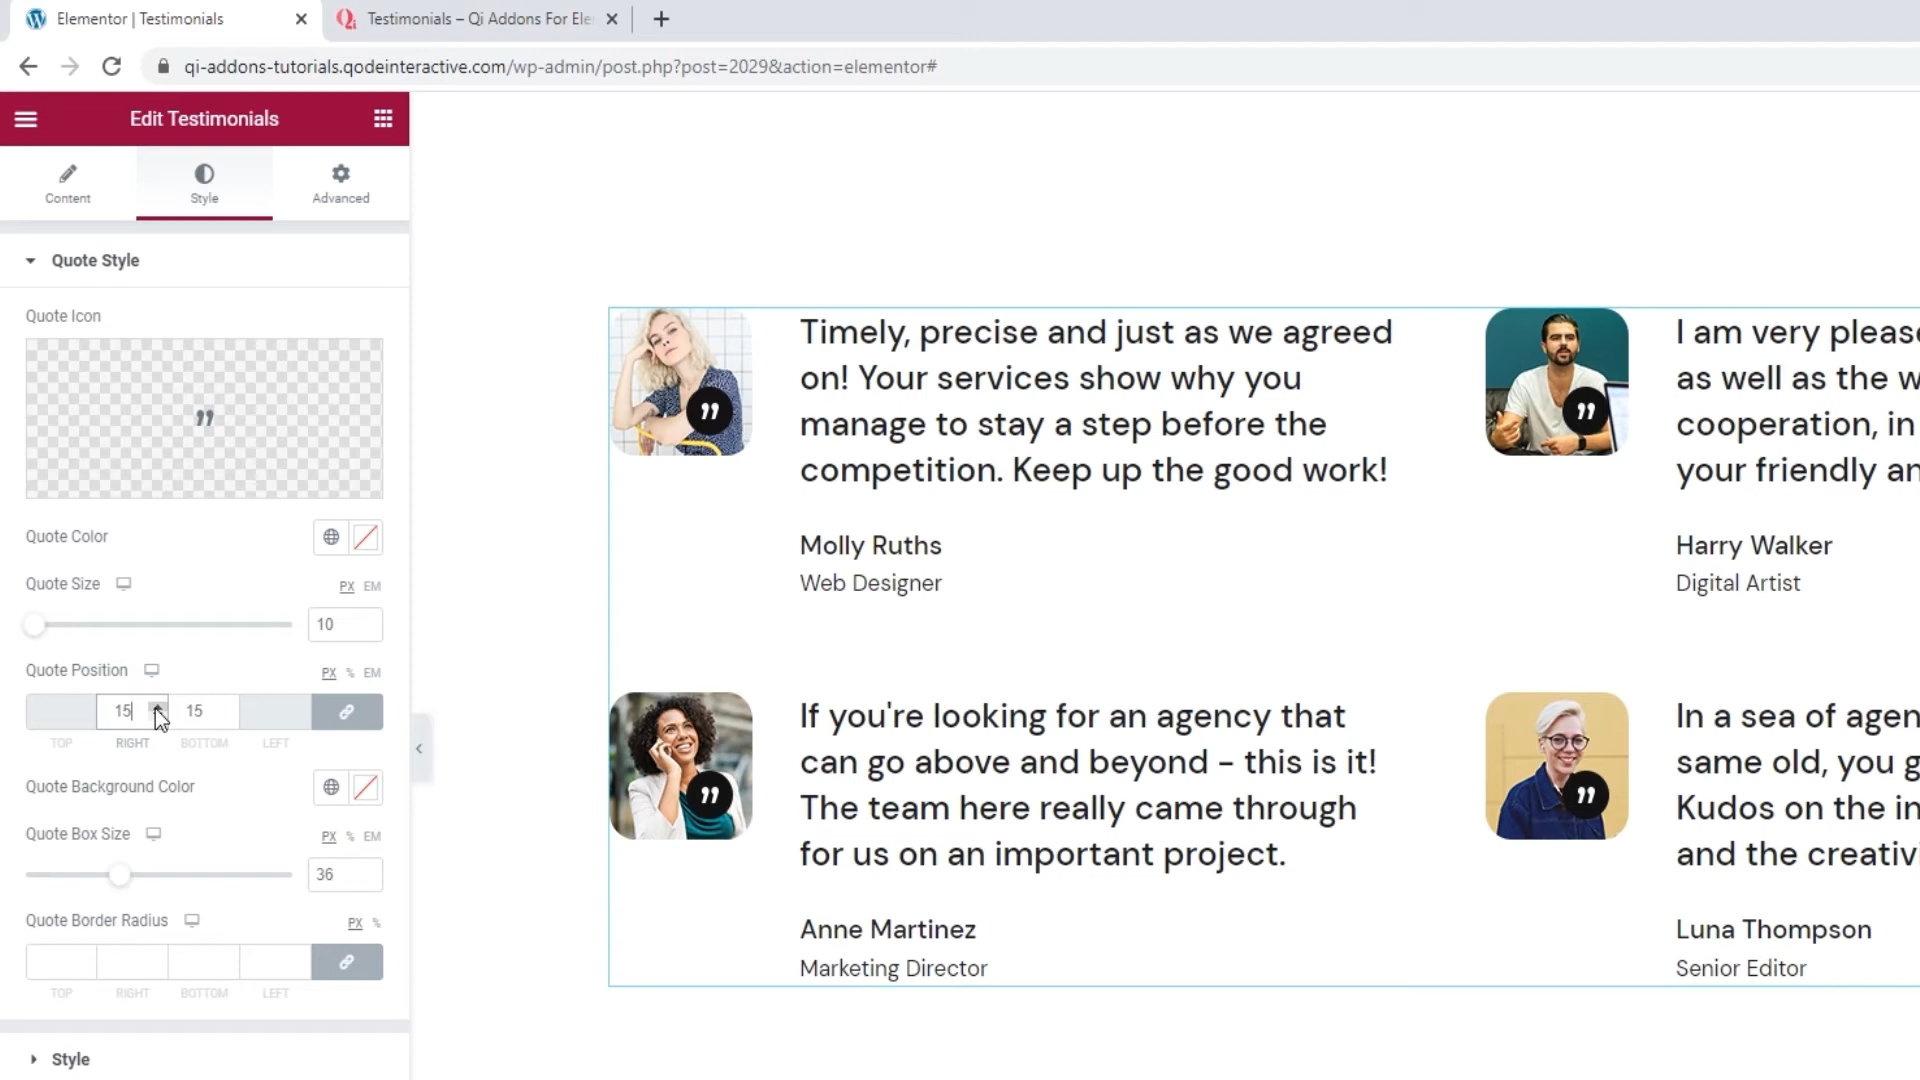 Elementor | Testimonials
Testimonials – Qi Addons For Ele
qi-addons-tutorials.qodeinteractive.com/wp-admin/post.php?post=2029&action=elementor#
Edit Testimonials
Content
Style
Advanced
Quote Style
Quote Icon
Quote Color
Quote Size
PX EM
10
Quote Position
PX % EM
15
15
TOP RIGHT BOTTOM LEFT
Quote Background Color
Quote Box Size
PX % EM
36
Quote Border Radius
PX %
TOP RIGHT BOTTOM LEFT
Style
Timely, precise and just as we agreed
on! Your services show why you
manage to stay a step before the
competition. Keep up the good work!
Molly Ruths
Web Designer
I am very pleas
as well as the w
cooperation, in
your friendly an
Harry Walker
Digital Artist
If you're looking for an agency that
can go above and beyond - this is it!
The team here really came through
for us on an important project.
Anne Martinez
Marketing Director
In a sea of agen
same old, you g
Kudos on the in
and the creativi
Luna Thompson
Senior Editor